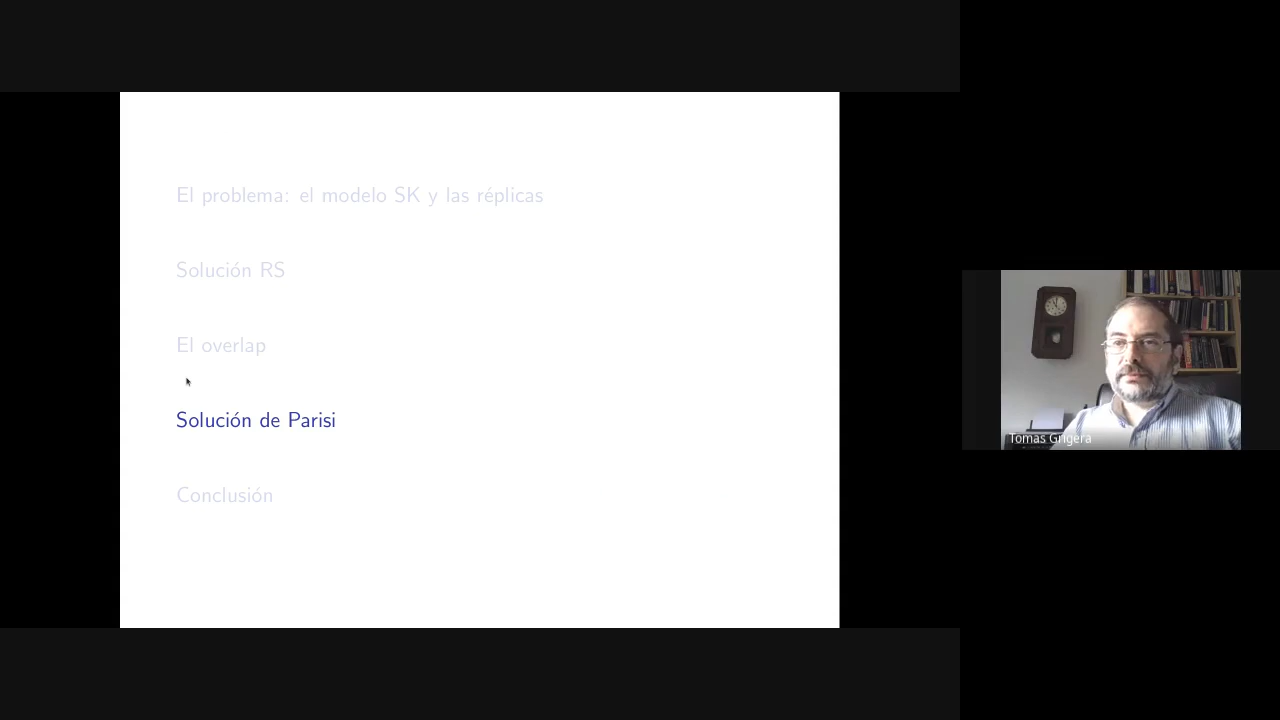 El problema: el modelo SK y las réplicas
Solución RS
El overlap
Solución de Parisi
Conclusión
Tomas Grigera